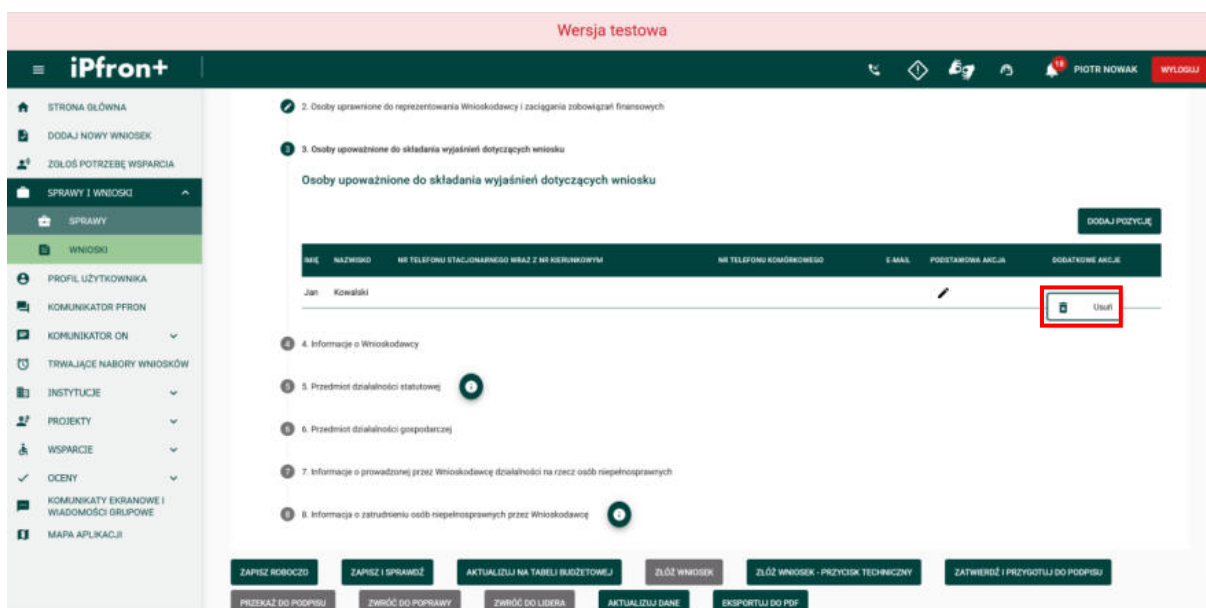 Wersja testowa
iPfron+
18
PIOTR NOWAK
WYLOGUJ
STRONA GŁÓWNA
DODAJ NOWY WNIOSEK
ZGŁOŚ POTRZEBĘ WSPARCIA
SPRAWY I WNIOSKI
SPRAWY
WNIOSKI
PROFIL UŻYTKOWNIKA
KOMUNIKATOR PFRON
KOMUNIKATOR ON
TRWAJĄCE NABORY WNIOSKÓW
INSTYTUCJE
PROJEKTY
WSPARCIE
OCENY
KOMUNIKATY EKRANOWE I
WIADOMOŚCI GRUPOWE
MAPA APLIKACJI
2. Osoby uprawnione do reprezentowania Wnioskodawcy i zaciągania zobowiązań finansowych
3 3. Osoby upoważnione do składania wyjaśnień dotyczących wniosku
Osoby upoważnione do składania wyjaśnień dotyczących wniosku
DODAJ POZYCJĘ
IMIĘ NAZWISKO NR TELEFONU STACJONARNEGO WRAZ Z NR KIERUNKOWYM NR TELEFONU KOMÓRKOWEGO E-MAIL PODSTAWOWA AKCJA DODATKOWE AKCJE
Jan Kowalski
Usuń
4 4. Informacje o Wnioskodawcy
5 5. Przedmiot działalności statutowej
6 6. Przedmiot działalności gospodarczej
7 7. Informacje o prowadzonej przez Wnioskodawcę działalności na rzecz osób niepełnosprawnych
8 8. Informacja o zatrudnieniu osób niepełnosprawnych przez Wnioskodawcę
ZAPISZ ROBOCZO ZAPISZ I SPRAWDŹ AKTUALIZUJ NA TABELI BUDŻETOWEJ ZŁÓŻ WNIOSEK ZŁÓŻ WNIOSEK - PRZYCISK TECHNICZNY ZATWIERDŹ I PRZYGOTUJ DO PODPISU
PRZEKAŻ DO PODPISU ZWRÓĆ DO POPRAWY ZWRÓĆ DO LIDERA AKTUALIZUJ DANE EKSPORTUJ DO PDF